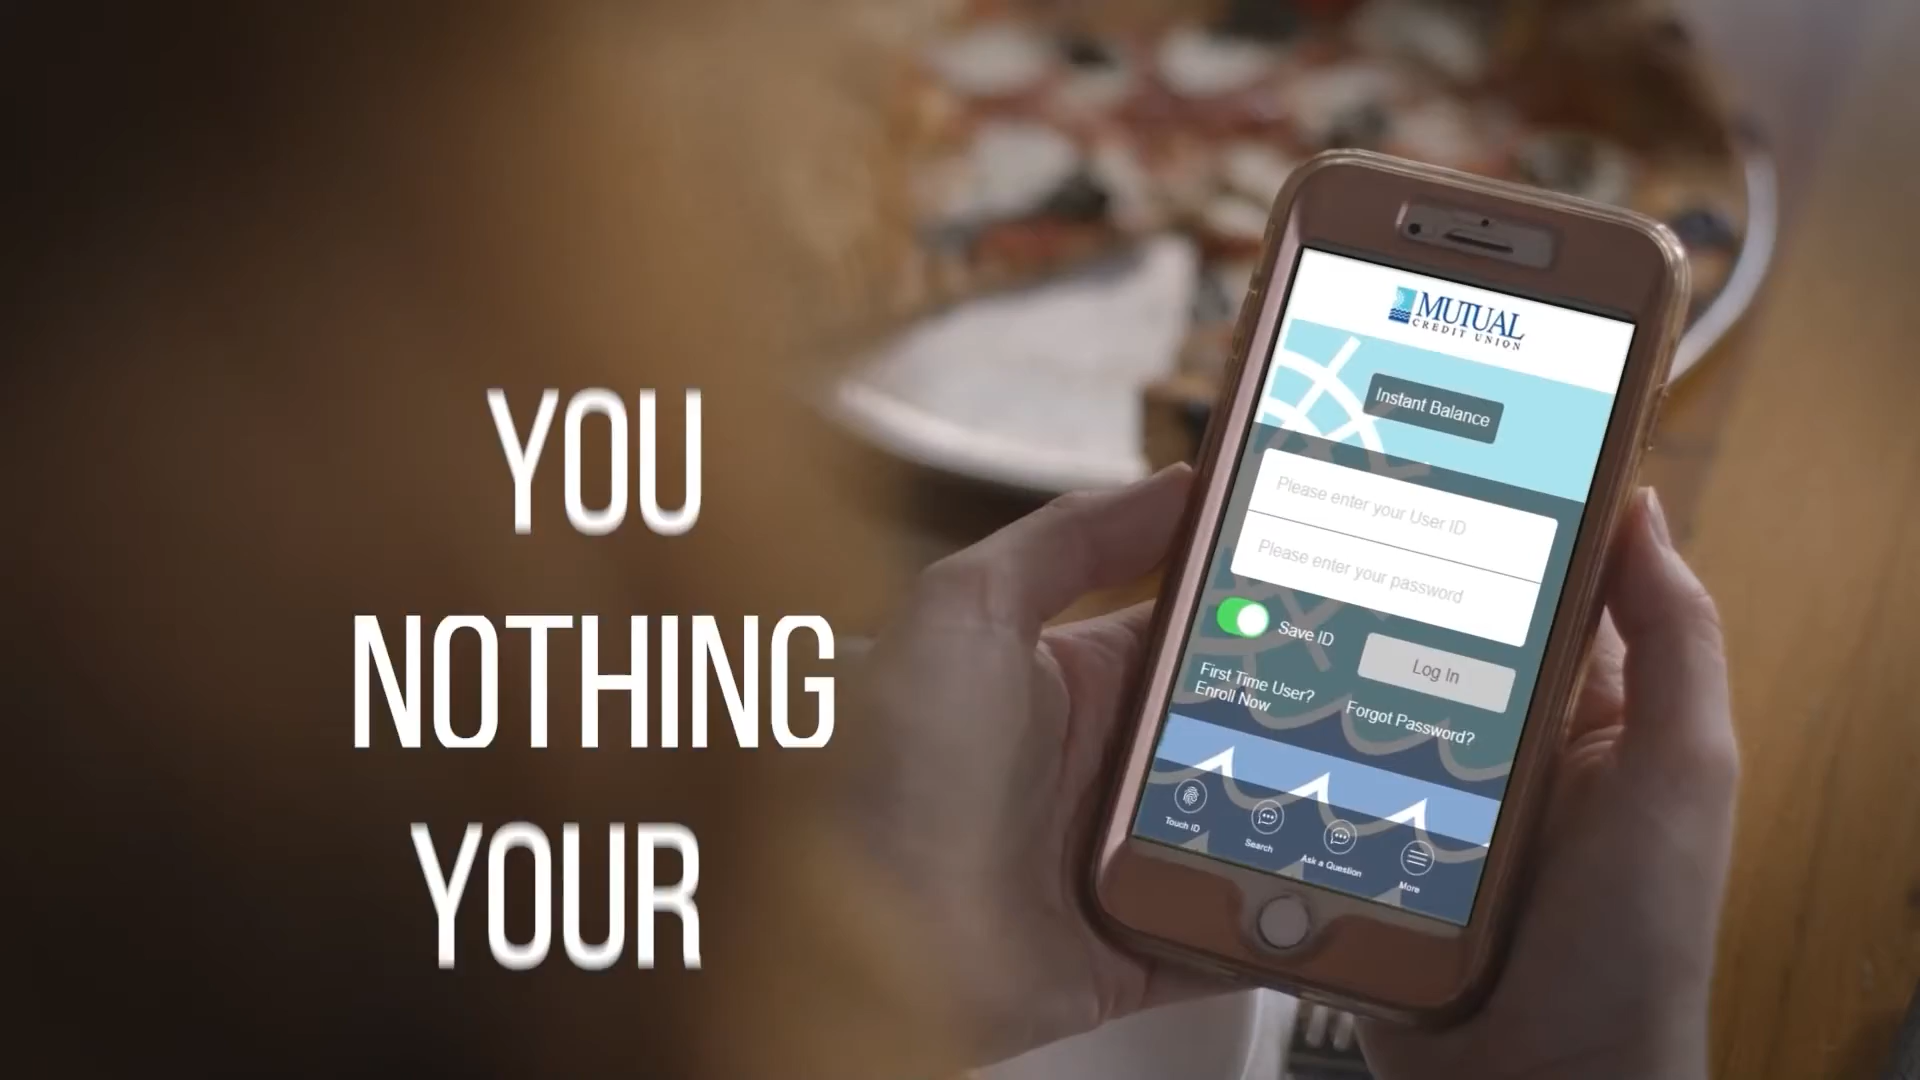 YOU
NOTHING
YOUR
MUTUAL
CREDIT UNION
Instant Balance
Please enter your User ID
Please enter your password
Save ID
Log In
First Time User?
Enroll Now
Forgot Password?
Touch ID
Search
Ask a Question
More